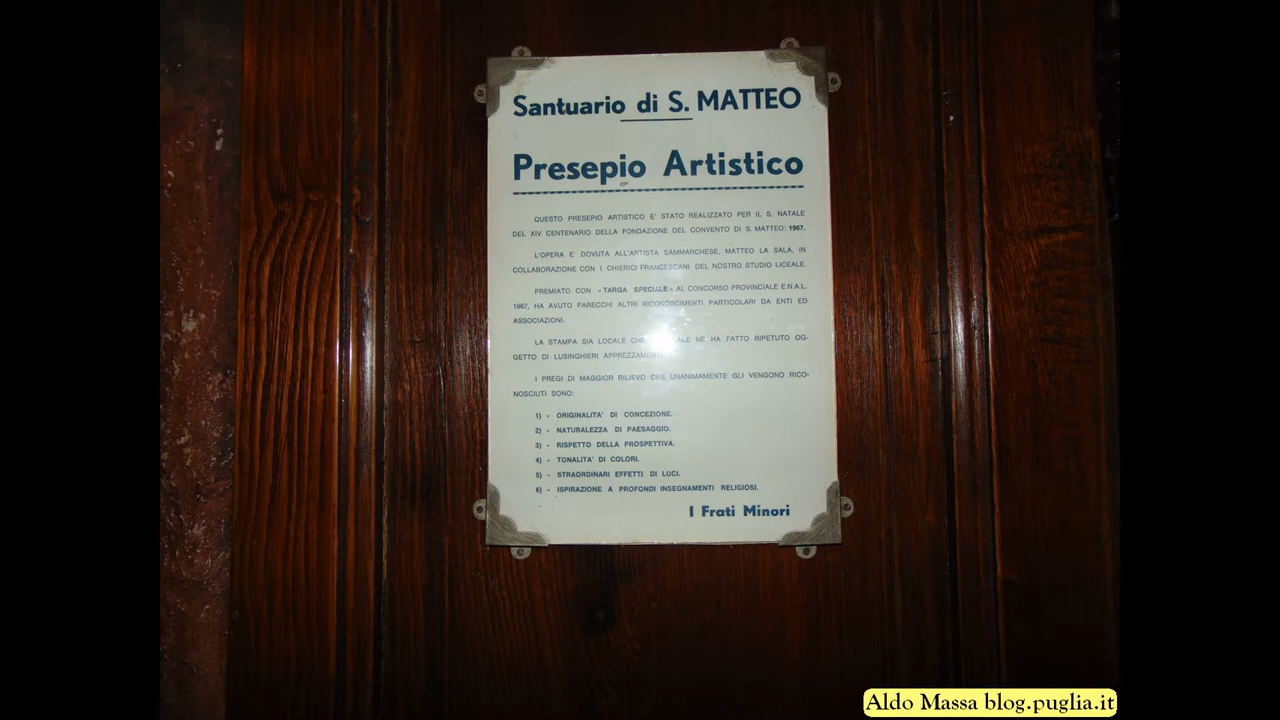 Santuario di S. MATTEO
Presepio Artistico
QUESTO PRESEPIO ARTISTICO E' STATO REALIZZATO PER IL S. NATALE
DEL XIV CENTENARIO DELLA FONDAZIONE DEL CONVENTO DI S. MATTEO: 1967.
L'OPERA E' DOVUTA ALL'ARTISTA SAMMARCHESE, MATTEO LA SALA, IN
COLLABORAZIONE CON I CHIERICI FRANCESCANI DEL NOSTRO STUDIO LICEALE.
PREMIATO CON «TARGA SPECIALE» AL CONCORSO PROVINCIALE E.N.A.L.
1967, HA AVUTO PARECCHI ALTRI RICONOSCIMENTI PARTICOLARI DA ENTI ED
ASSOCIAZIONI.
LA STAMPA SIA LOCALE NE HA FATTO RIPETUTO OG-
GETTO DI LUSINGHIERI APPREZZAMENTI
I PREGI DI MAGGIOR RILIEVO CHE UNANIMAMENTE GLI VENGONO RICO-
NOSCIUTI SONO:
1) - ORIGINALITA' DI CONCEZIONE.
2) - NATURALEZZA DI PAESAGGIO.
3) - RISPETTO DELLA PROSPETTIVA.
4) - TONALITA' DI COLORI.
5) - STRAORDINARI EFFETTI DI LUCI.
6) - ISPIRAZIONE A PROFONDI INSEGNAMENTI RELIGIOSI.
I Frati Minori
Aldo Massa blog.puglia.it